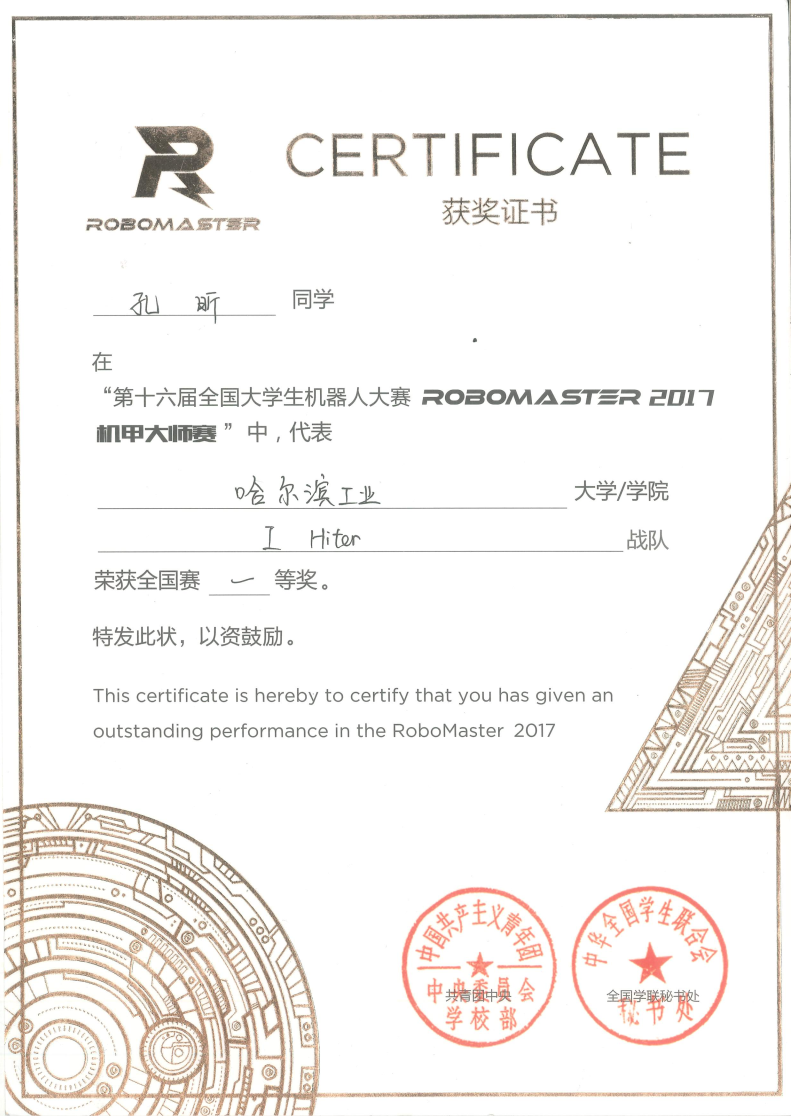 ROBOMASTER
CERTIFICATE
获奖证书
孔 昕 同学
在
“第十六届全国大学生机器人大赛 ROBOMASTER 2017
机甲大师赛”中,代表
哈尔滨工业 大学/学院
I Hiter 战队
荣获全国赛 一 等奖。
特发此状，以资鼓励。
This certificate is hereby to certify that you has given an
outstanding performance in the RoboMaster 2017
中国共产主义青年团
中央委员会
共青团中央
学校部
中华全国学生联合会
全国学联秘书处
秘书处